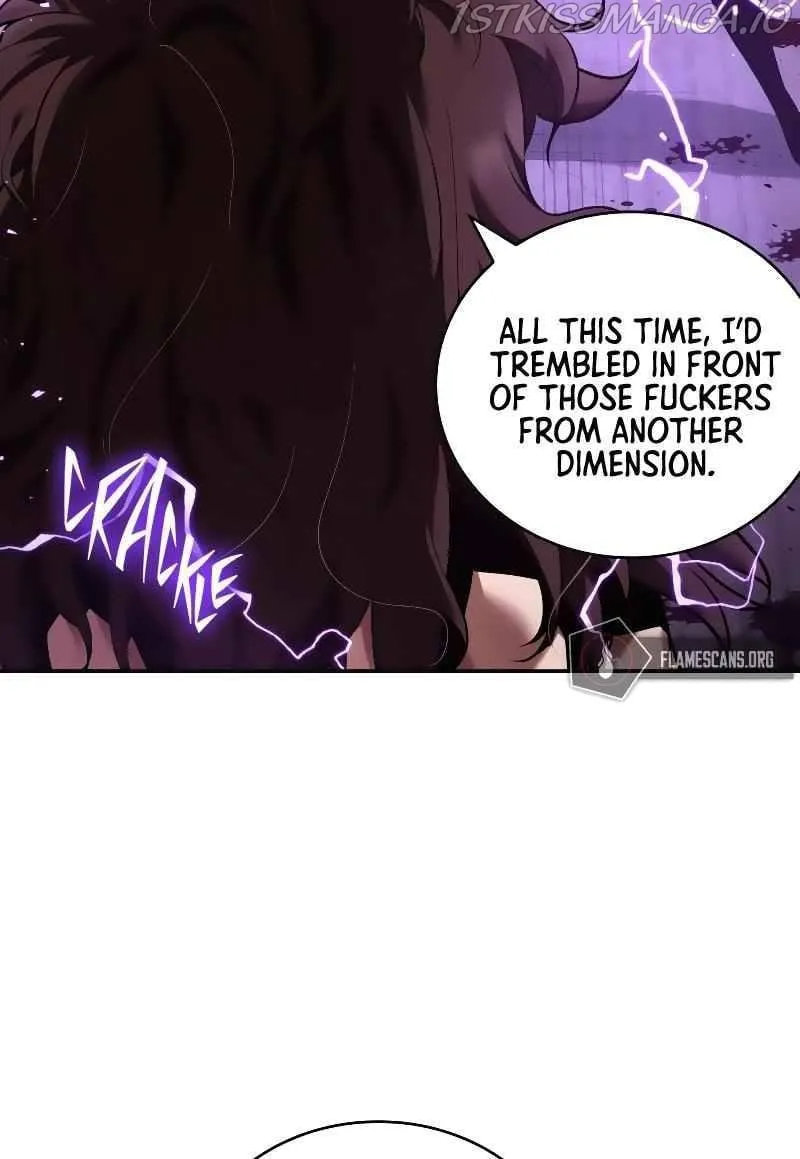 1STKISSMANGA.IO
ALL THIS TIME, I'D
TREMBLED IN FRONT
OF THOSE FUCKERS
FROM ANOTHER
DIMENSION.
CRACKLE
FLAMESCANS.ORG